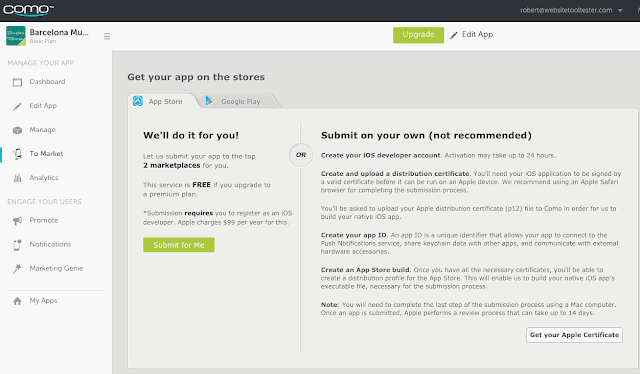 como™
robert@websitetooltester.com
Barcelona Mu...
Basic Plan
Upgrade
Edit App
MANAGE YOUR APP
Dashboard
Edit App
Manage
To Market
Analytics
ENGAGE YOUR USERS
Promote
Notifications
Marketing Genie
My Apps
Get your app on the stores
App Store
Google Play
We'll do it for you!
Let us submit your app to the top
2 marketplaces for you.
This service is FREE if you upgrade to
a premium plan.
*Submission requires you to register as an iOS
developer. Apple charges $99 per year for this.
Submit for Me
OR
Submit on your own (not recommended)
Create your iOS developer account. Activation may take up to 24 hours.
Create and upload a distribution certificate. You'll need your iOS application to be signed by
a valid certificate before it can be run on an Apple device. We recommend using an Apple Safari
browser for completing the submission process.
You'll be asked to upload your Apple distribution certificate (p12) file to Como in order for us to
build your native iOS app.
Create your app ID. An app ID is a unique identifier that allows your app to connect to the
Push Notifications service, share keychain data with other apps, and communicate with external
hardware accessories.
Create an App Store build. Once you have all the necessary certificates, you'll be able to
create a distribution profile for the App Store. This will enable us to build your native iOS app's
executable file, necessary for the submission process.
Note: You will need to complete the last step of the submission process using a Mac computer.
Once an app is submitted, Apple performs a review process that can take up to 14 days.
Get your Apple Certificate